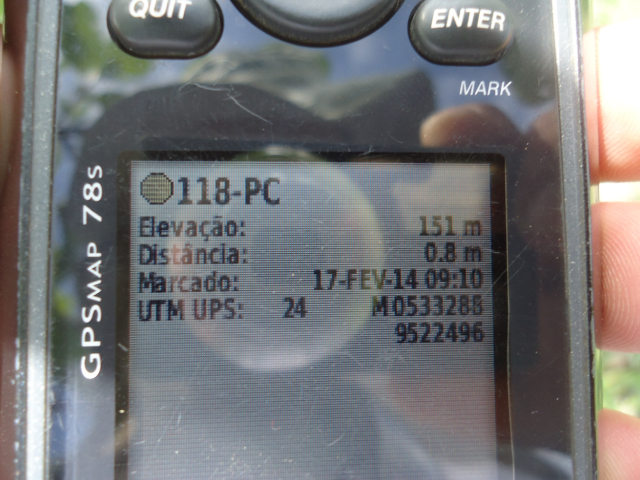 QUIT
ENTER
MARK
GPSMAP 78s
118-PC
Elevação: 151 m
Distância: 0.8 m
Marcado: 17-FEV-14 09:10
UTM UPS: 24 M 0533288
9522496